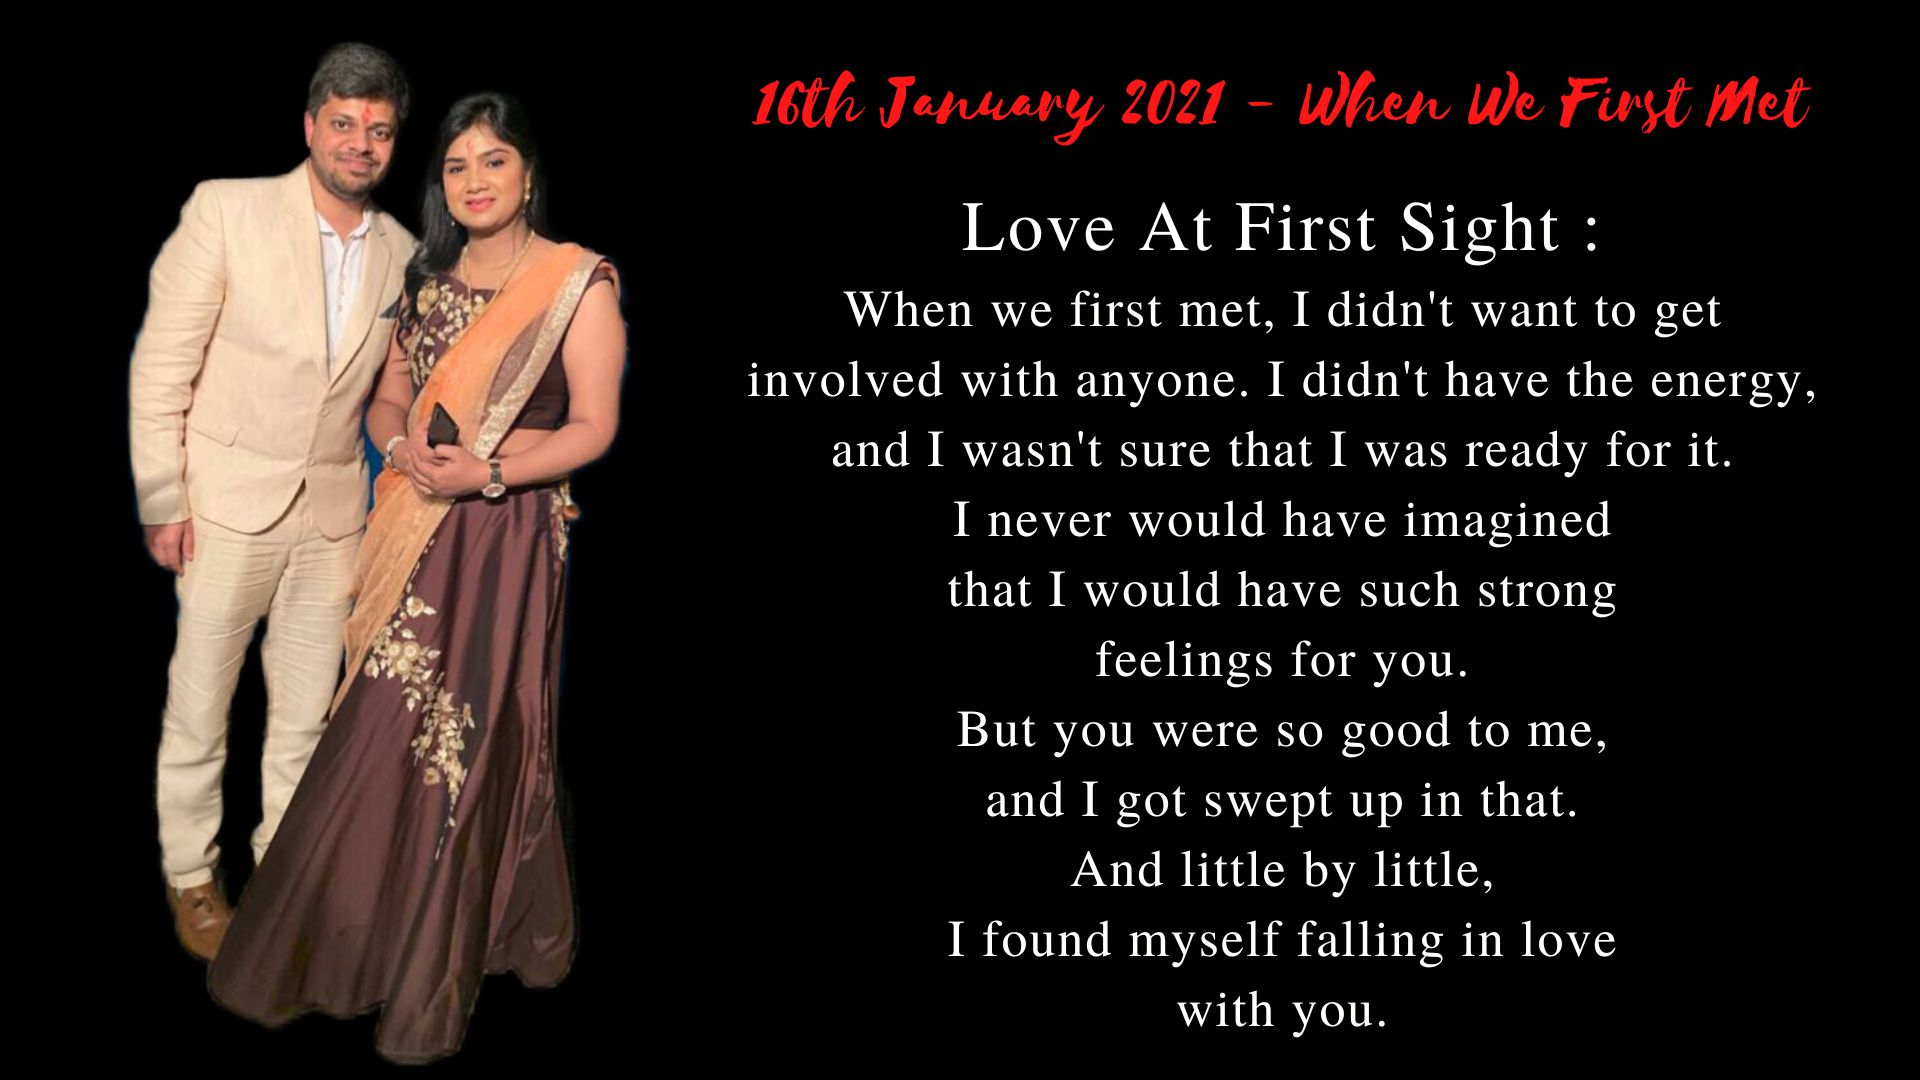 16th January 2021 - When We First Met
Love At First Sight :
When we first met, I didn't want to get
involved with anyone. I didn't have the energy,
and I wasn't sure that I was ready for it.
I never would have imagined
that I would have such strong
feelings for you.
But you were so good to me,
and I got swept up in that.
And little by little,
I found myself falling in love
with you.